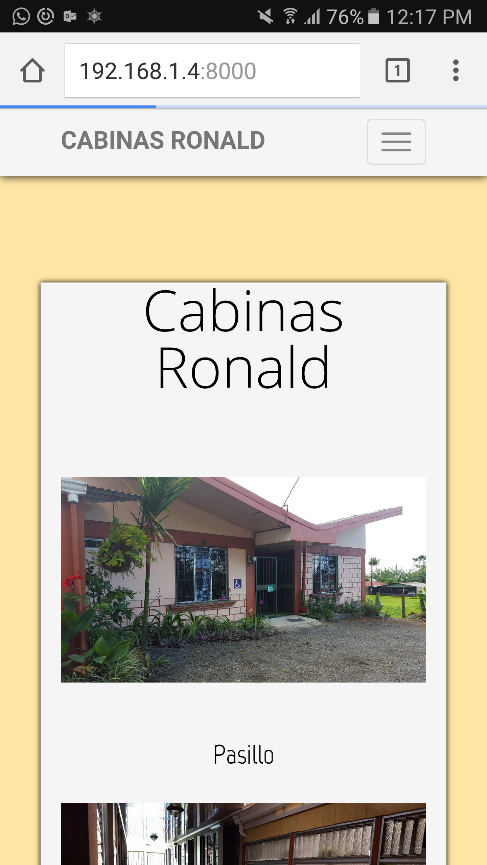 76% 12:17 PM
192.168.1.4:8000
1
CABINAS RONALD
Cabinas
Ronald
Pasillo